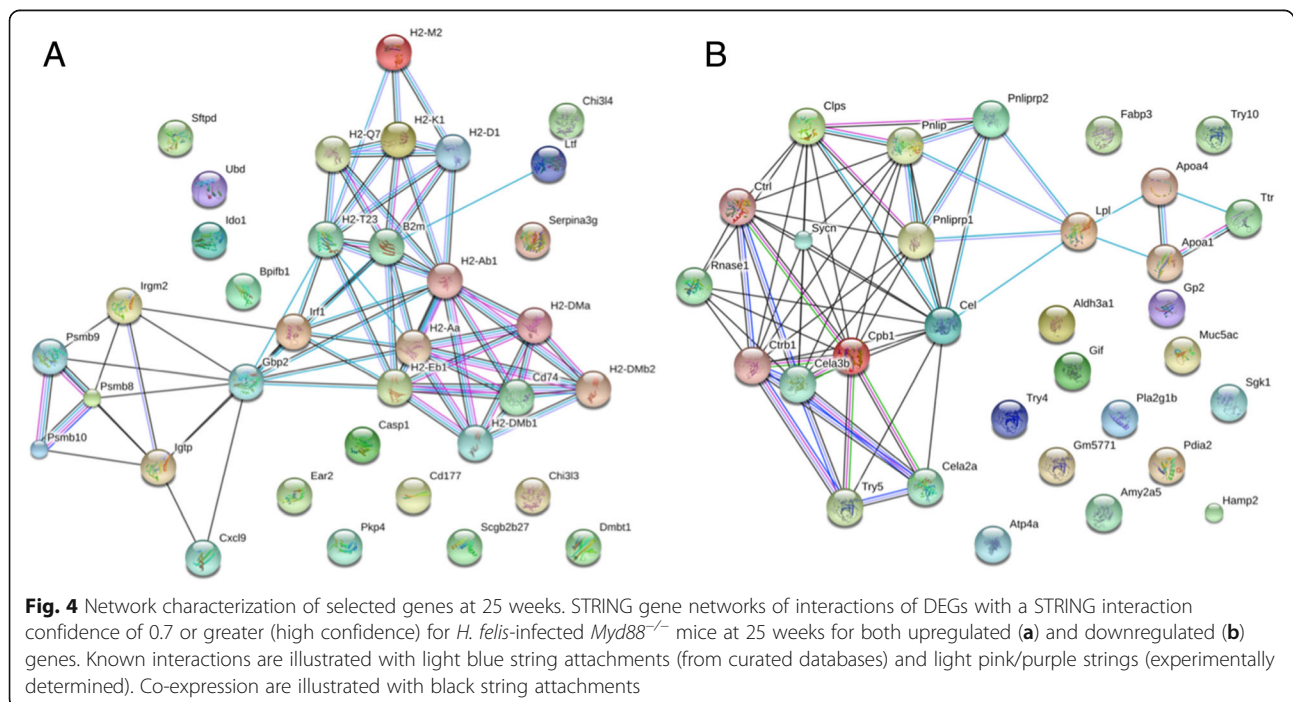 A
H2-M2
Chi3l4
Sftpd
H2-Q7
H2-K1
H2-D1
Ltf
Ubd
Ido1
H2-T23
B2m
Serpina3g
Bpifb1
H2-Ab1
Irgm2
Irf1
H2-DMa
Psmb9
Gbp2
H2-Aa
H2-Eb1
Cd74
H2-DMb2
Psmb8
Psmb10
Igtp
Casp1
H2-DMb1
Ear2
Cd177
Chi3l3
Cxcl9
Pkp4
Scgb2b27
Dmbt1
B
Clps
Pnlip
Pnliprp2
Fabp3
Try10
Ctrl
Apoa4
Ttr
Sycn
Pnliprp1
Lpl
Apoa1
Rnase1
Cel
Gp2
Aldh3a1
Muc5ac
Ctrb1
Cela3b
Cpb1
Gif
Sgk1
Try4
Pla2g1b
Gm5771
Pdia2
Try5
Cela2a
Amy2a5
Hamp2
Atp4a
Fig. 4 Network characterization of selected genes at 25 weeks. STRING gene networks of interactions of DEGs with a STRING interaction
confidence of 0.7 or greater (high confidence) for H. felis-infected Myd88−/− mice at 25 weeks for both upregulated (a) and downregulated (b)
genes. Known interactions are illustrated with light blue string attachments (from curated databases) and light pink/purple strings (experimentally
determined). Co-expression are illustrated with black string attachments